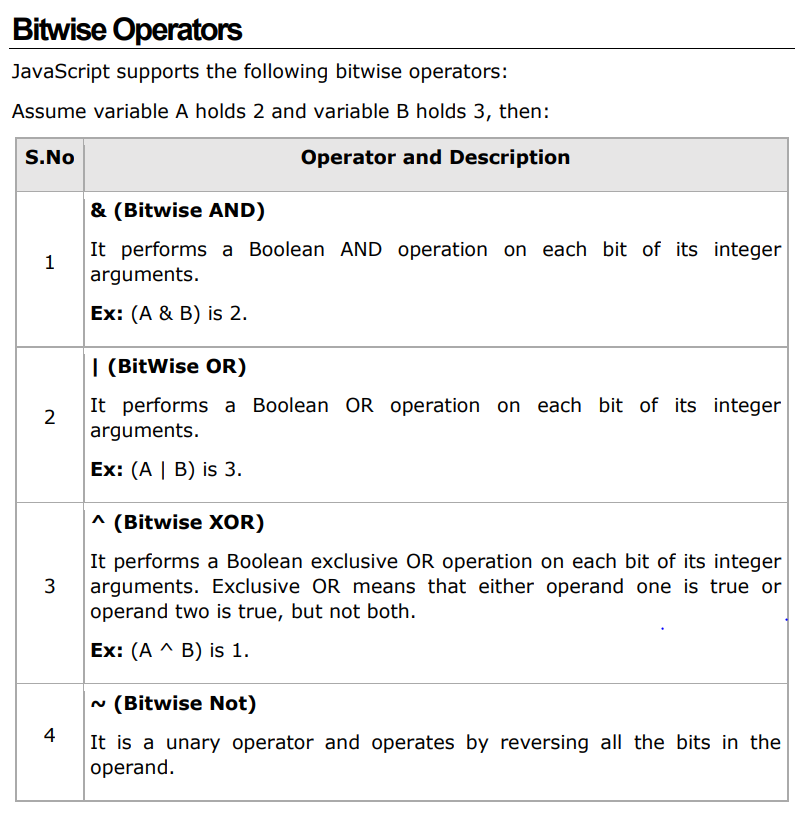 Bitwise Operators
JavaScript supports the following bitwise operators:
Assume variable A holds 2 and variable B holds 3, then:
S.No Operator and Description
& (Bitwise AND)
1
It performs a Boolean AND operation on each bit of its integer
arguments.
Ex: (A & B) is 2.
| (BitWise OR)
2
It performs a Boolean OR operation on each bit of its integer
arguments.
Ex: (A | B) is 3.
^ (Bitwise XOR)
3
It performs a Boolean exclusive OR operation on each bit of its integer
arguments. Exclusive OR means that either operand one is true or
operand two is true, but not both.
Ex: (A ^ B) is 1.
~ (Bitwise Not)
4
It is a unary operator and operates by reversing all the bits in the
operand.